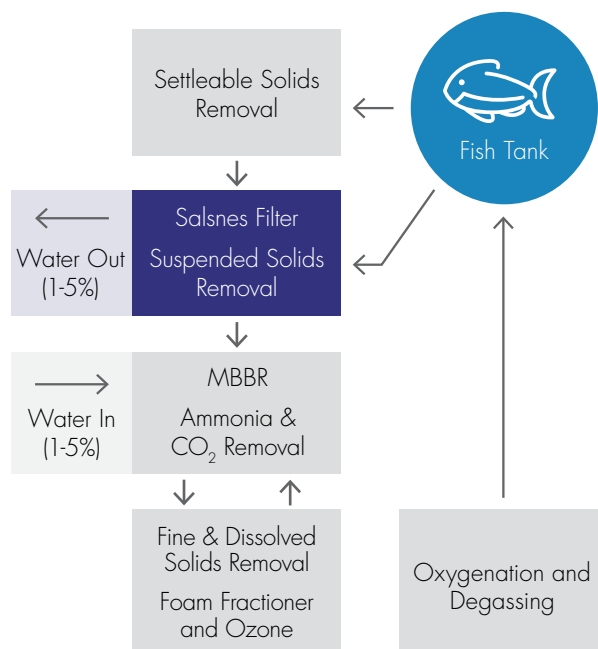 Settleable Solids
Removal
Fish Tank
Water Out
(1-5%)
Salsnes Filter
Suspended Solids
Removal
Water In
(1-5%)
MBBR
Ammonia &
CO₂ Removal
Fine & Dissolved
Solids Removal
Foam Fractioner
and Ozone
Oxygenation and
Degassing